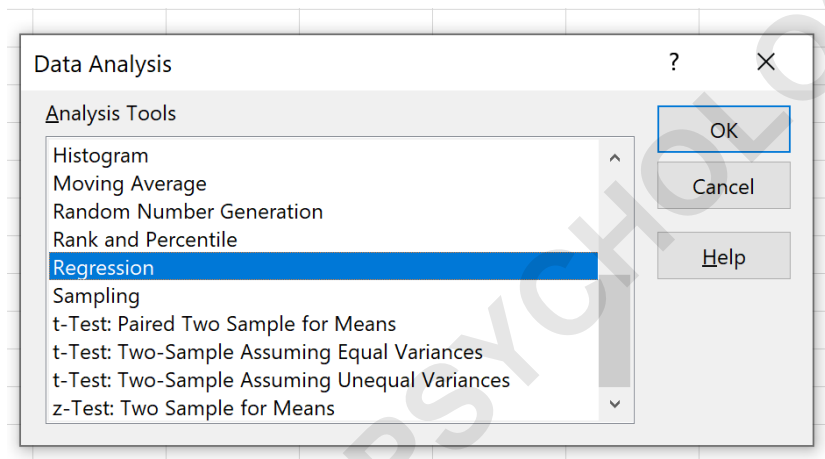 Data Analysis
?
Analysis Tools
Histogram
Moving Average
Random Number Generation
Rank and Percentile
Regression
Sampling
t-Test: Paired Two Sample for Means
t-Test: Two-Sample Assuming Equal Variances
t-Test: Two-Sample Assuming Unequal Variances
z-Test: Two Sample for Means
OK
Cancel
Help
PSYCHOLO